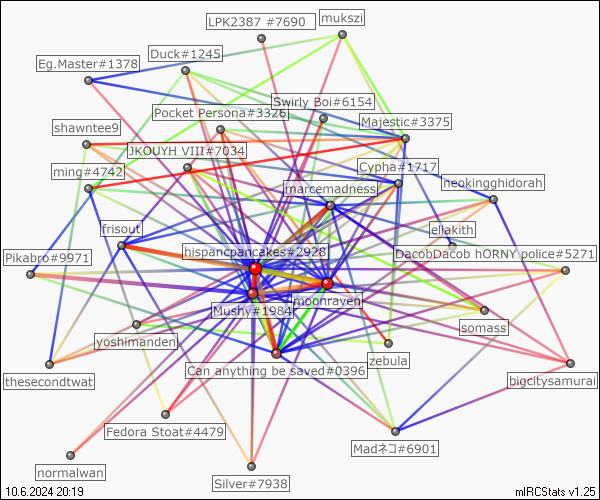 LPK2387 #7690
mukszi
Duck#1245
Eg.Master#1378
Swirly Boi#6154
Pocket Persona#3326
Majestic#3375
shawntee9
JKOUYH VIII#7034
Cypha#1717
ming#4742
marcemadness
neokingghidorah
frisout
ellakith
hispancpancakes#2928
DacobDacob hORNY police#5271
Pikabro#9971
moonraven
Mushy#1984
somass
yoshimanden
zebula
Can anything be saved#0396
thesecondtwat
bigcitysamurai
Fedora Stoat#4479
Madネコ#6901
normalwan
Silver#7938
10.6.2024 20:19
mIRCStats v1.25